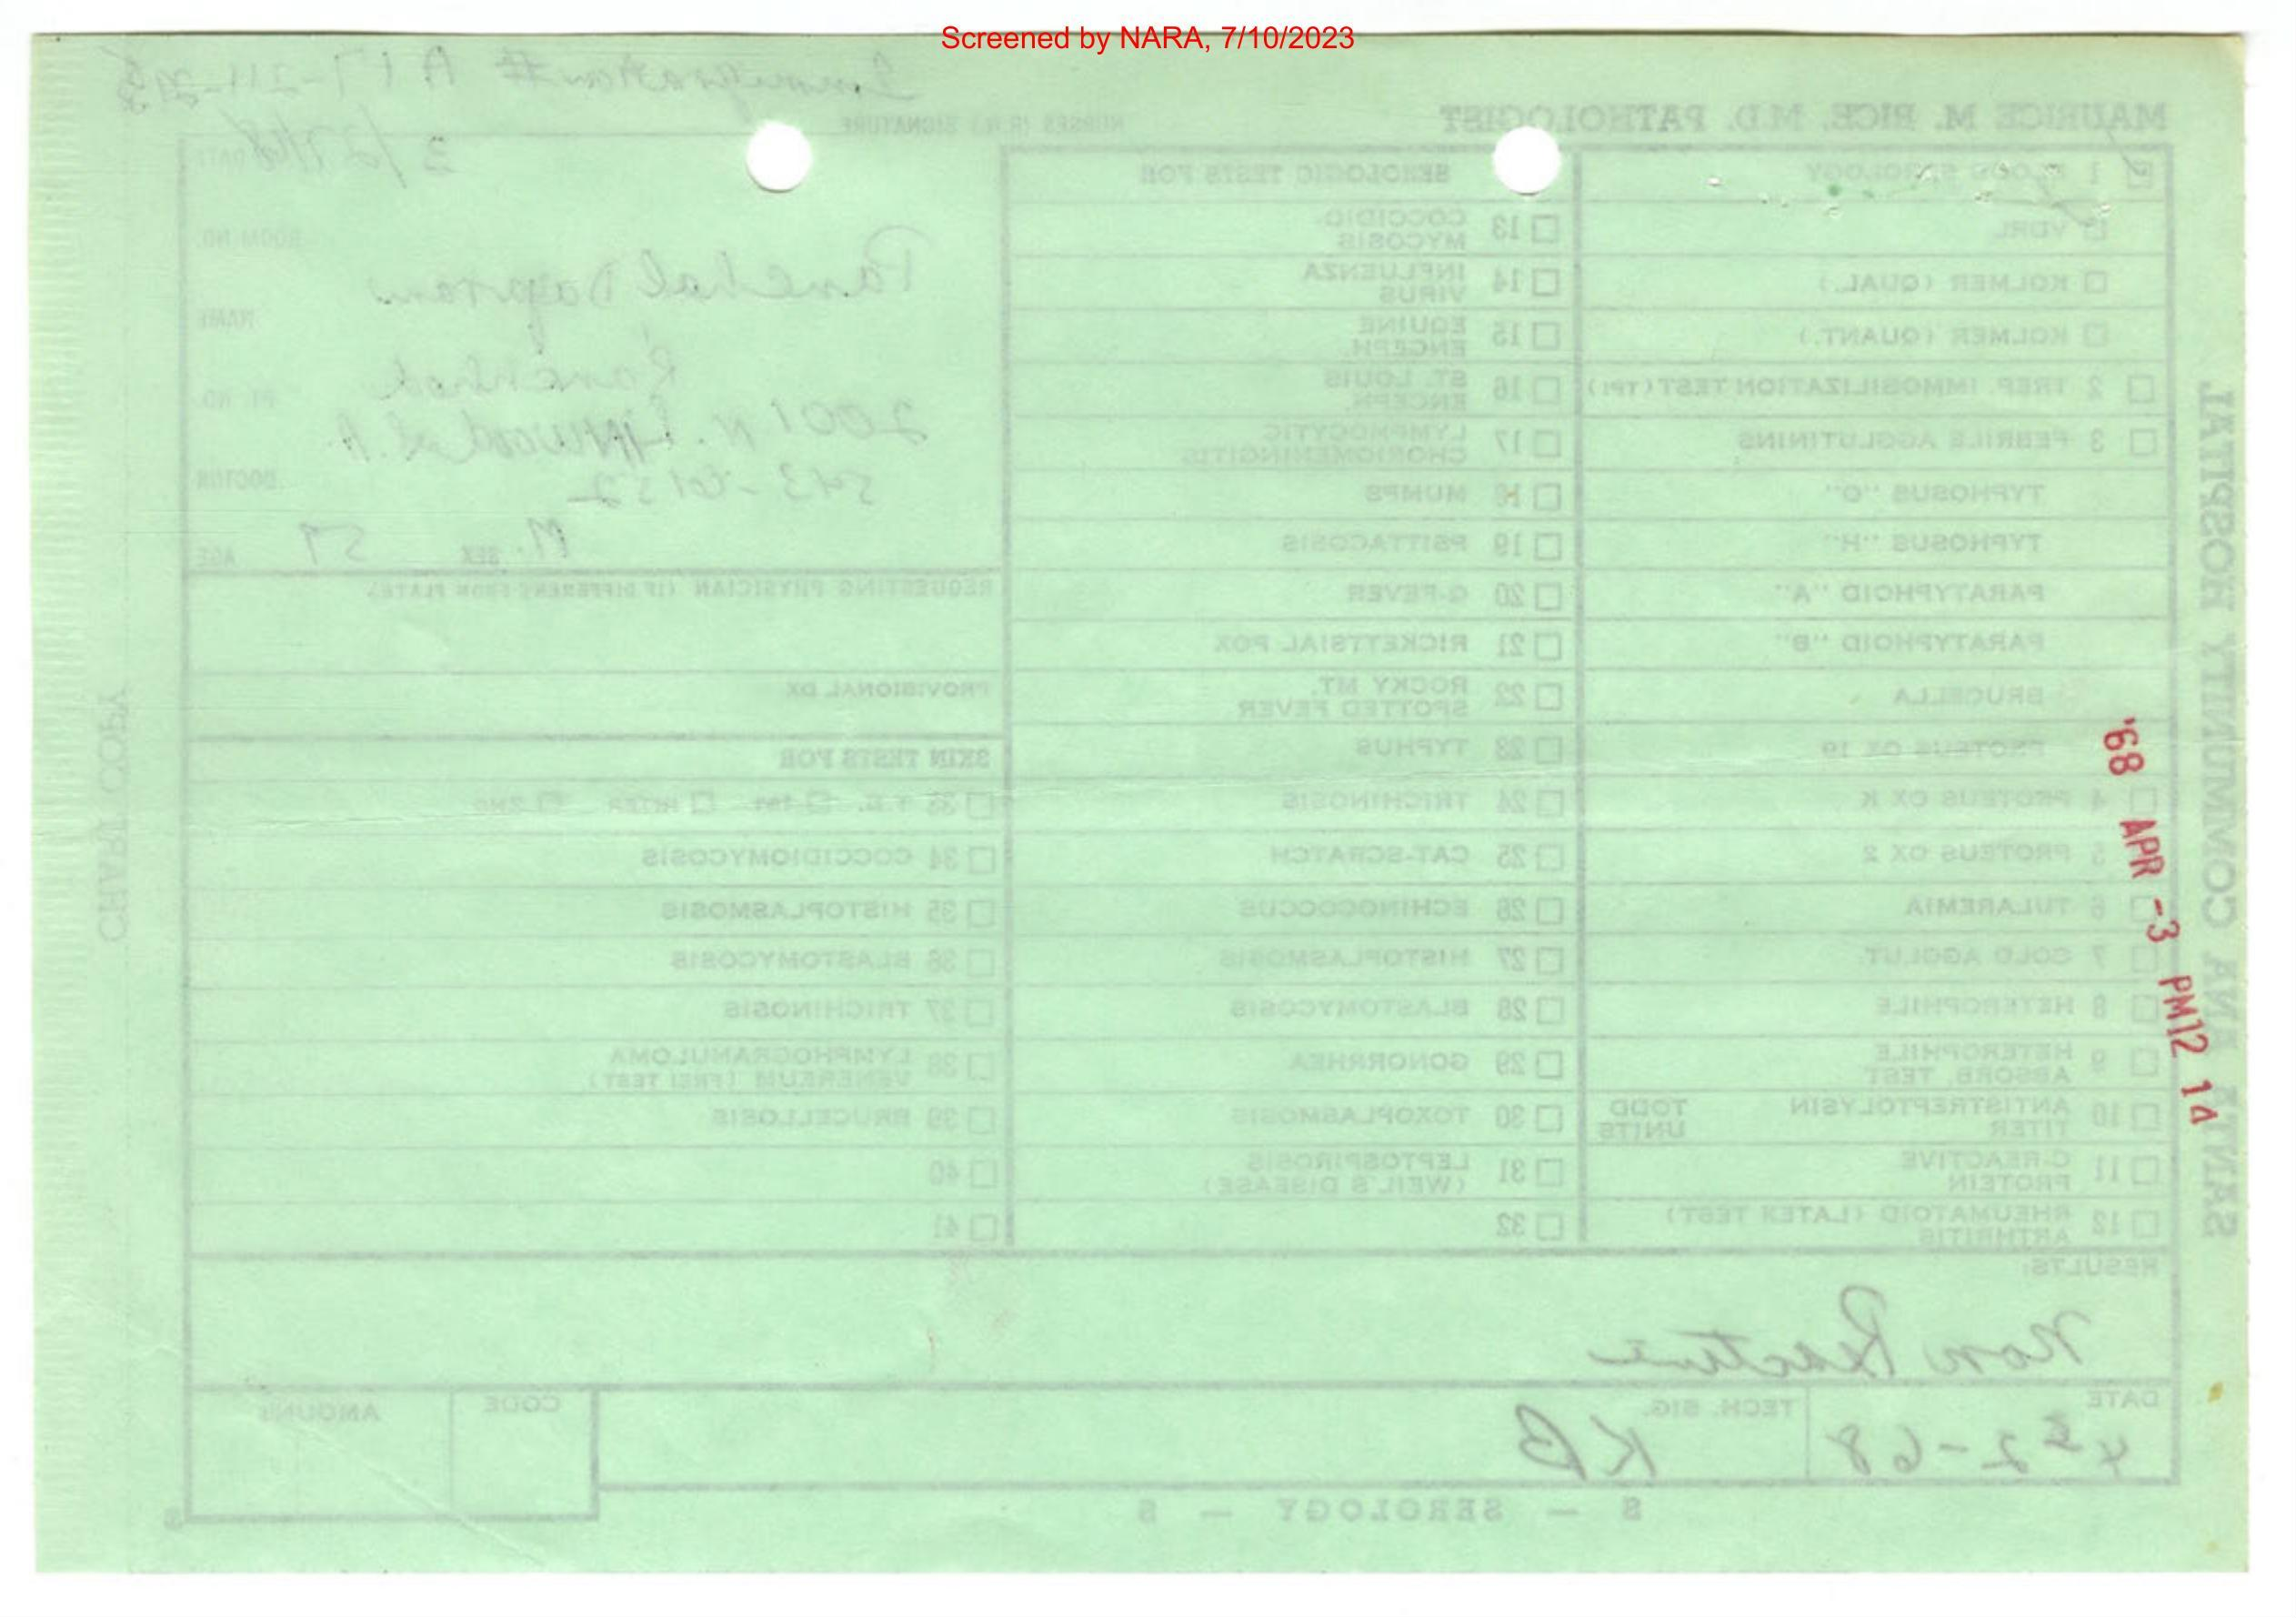 Screened by NARA, 7/10/2023
Immigration # A17-211-
NURSES (R.N.) SIGNATURE
MAURICE M. RICE, M.D. PATHOLOGIST
SANTA ANA COMMUNITY HOSPITAL
CHART COPY
'68 APR -3 PM12 14
1 BLOOD SEROLOGY
VDRL
KOLMER (QUAL.)
KOLMER (QUANT.)
2 TREP. IMMOBILIZATION TEST (TPI)
3 FEBRILE AGGLUTININS
TYPHOSUS "O"
TYPHOSUS "H"
PARATYPHOID "A"
PARATYPHOID "B"
BRUCELLA
PROTEUS OX 19
4 PROTEUS OX K
5 PROTEUS OX 2
6 TULAREMIA
7 COLD AGGLUT.
8 HETEROPHILE
9 HETEROPHILE
ABSORB. TEST
10 ANTISTREPTOLYSIN TODD
TITER UNITS
11 C-REACTIVE
PROTEIN
12 RHEUMATOID (LATEX TEST)
ARTHRITIS
SEROLOGIC TESTS FOR
13 COCCIDIO-
MYCOSIS
14 INFLUENZA
VIRUS
15 EQUINE
ENCEPH.
16 ST. LOUIS
ENCEPH.
17 LYMPHOCYTIC
CHORIOMENINGITIS
18 MUMPS
19 PSITTACOSIS
20 Q-FEVER
21 RICKETTSIAL POX
22 ROCKY MT.
SPOTTED FEVER
23 TYPHUS
24 TRICHINOSIS
25 CAT-SCRATCH
26 ECHINOCOCCUS
27 HISTOPLASMOSIS
28 BLASTOMYCOSIS
29 GONORRHEA
30 TOXOPLASMOSIS
31 LEPTOSPIROSIS
(WEIL'S DISEASE)
32
3/27/68 DATE
ROOM NO.
Panchal Dayaram
NAME
Ranchhod
PT. NO.
2001 N. Linwood st. A
543-
DOCTOR
M. SEX 57 AGE
REQUESTING PHYSICIAN (IF DIFFERENT FROM PLATE)
PROVISIONAL DX
SKIN TESTS FOR
33 T.B. 1ST INTER 2ND
34 COCCIDIOMYCOSIS
35 HISTOPLASMOSIS
36 BLASTOMYCOSIS
37 TRICHINOSIS
38 LYMPHOGRANULOMA
VENEREUM (FREI TEST)
39 BRUCELLOSIS
40
41
RESULTS:
Non Reactive
DATE TECH. SIG. CODE AMOUNT
2-68 KB
S — SEROLOGY — S